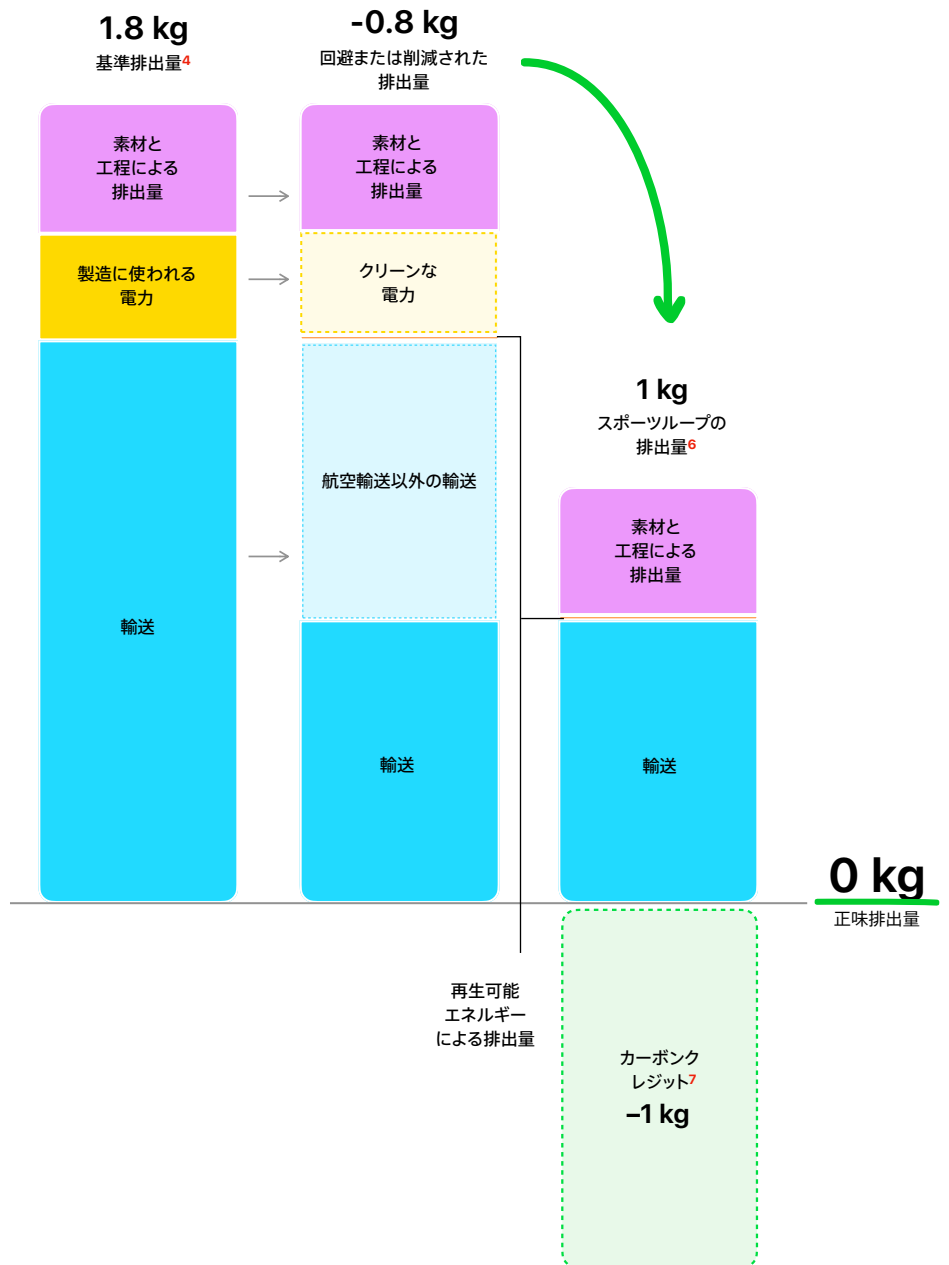 1.8 kg
基準排出量4
素材と
工程による
排出量
製造に使われる
電力
輸送
-0.8 kg
回避または削減された
排出量
素材と
工程による
排出量
クリーンな
電力
航空輸送以外の輸送
輸送
再生可能
エネルギー
による排出量
1 kg
スポーツループの
排出量6
素材と
工程による
排出量
輸送
カーボンク
レジット7
–1 kg
0 kg
正味排出量